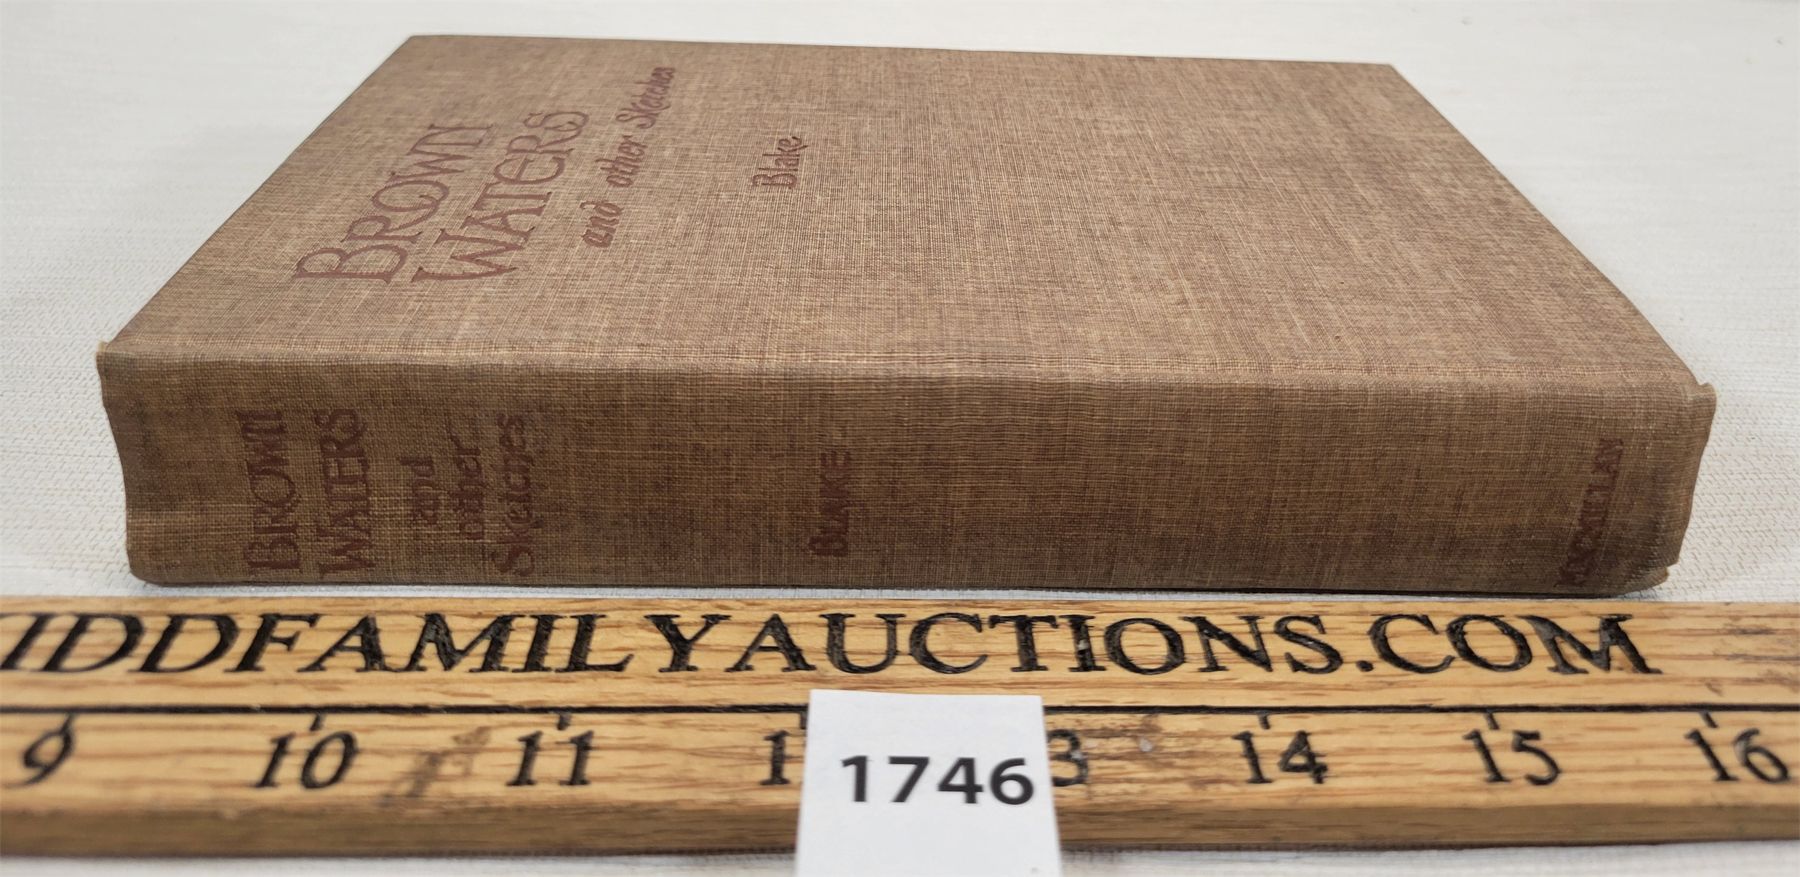 BROWN
WATERS
and other Sketches
Blake
BROWN
WATERS
and
other
Sketches
BLAKE
MACMILLAN
IDDFAMILYAUCTIONS.COM
9 10 11 1 3 14 15 16
1746